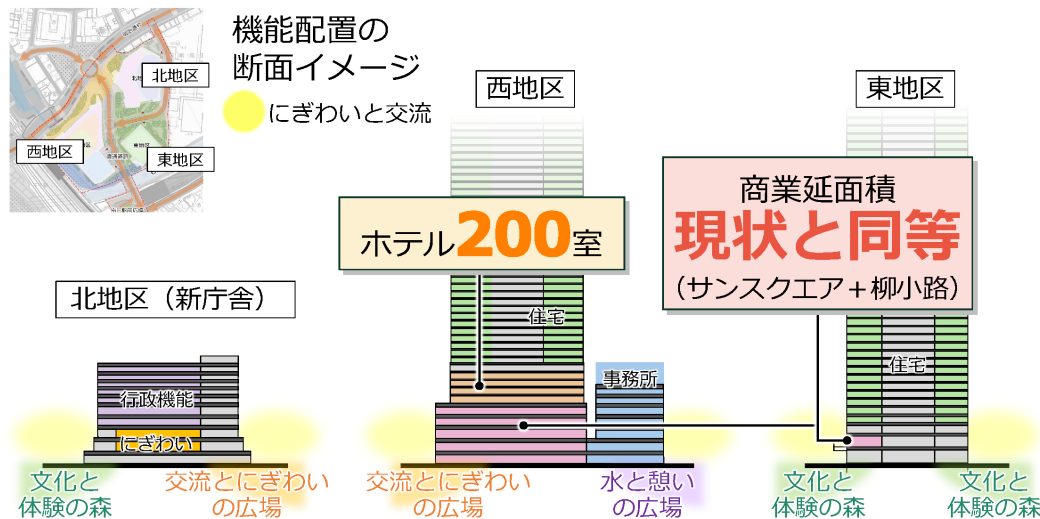 機能配置の
断面イメージ
にぎわいと交流
北地区
西地区
東地区
西地区
東地区
ホテル200室
商業延面積
現状と同等
（サンスクエア＋柳小路）
北地区（新庁舎）
住宅
住宅
事務所
行政機能
にぎわい
文化と
体験の森
交流とにぎわい
の広場
交流とにぎわい
の広場
水と憩い
の広場
文化と
体験の森
文化と
体験の森